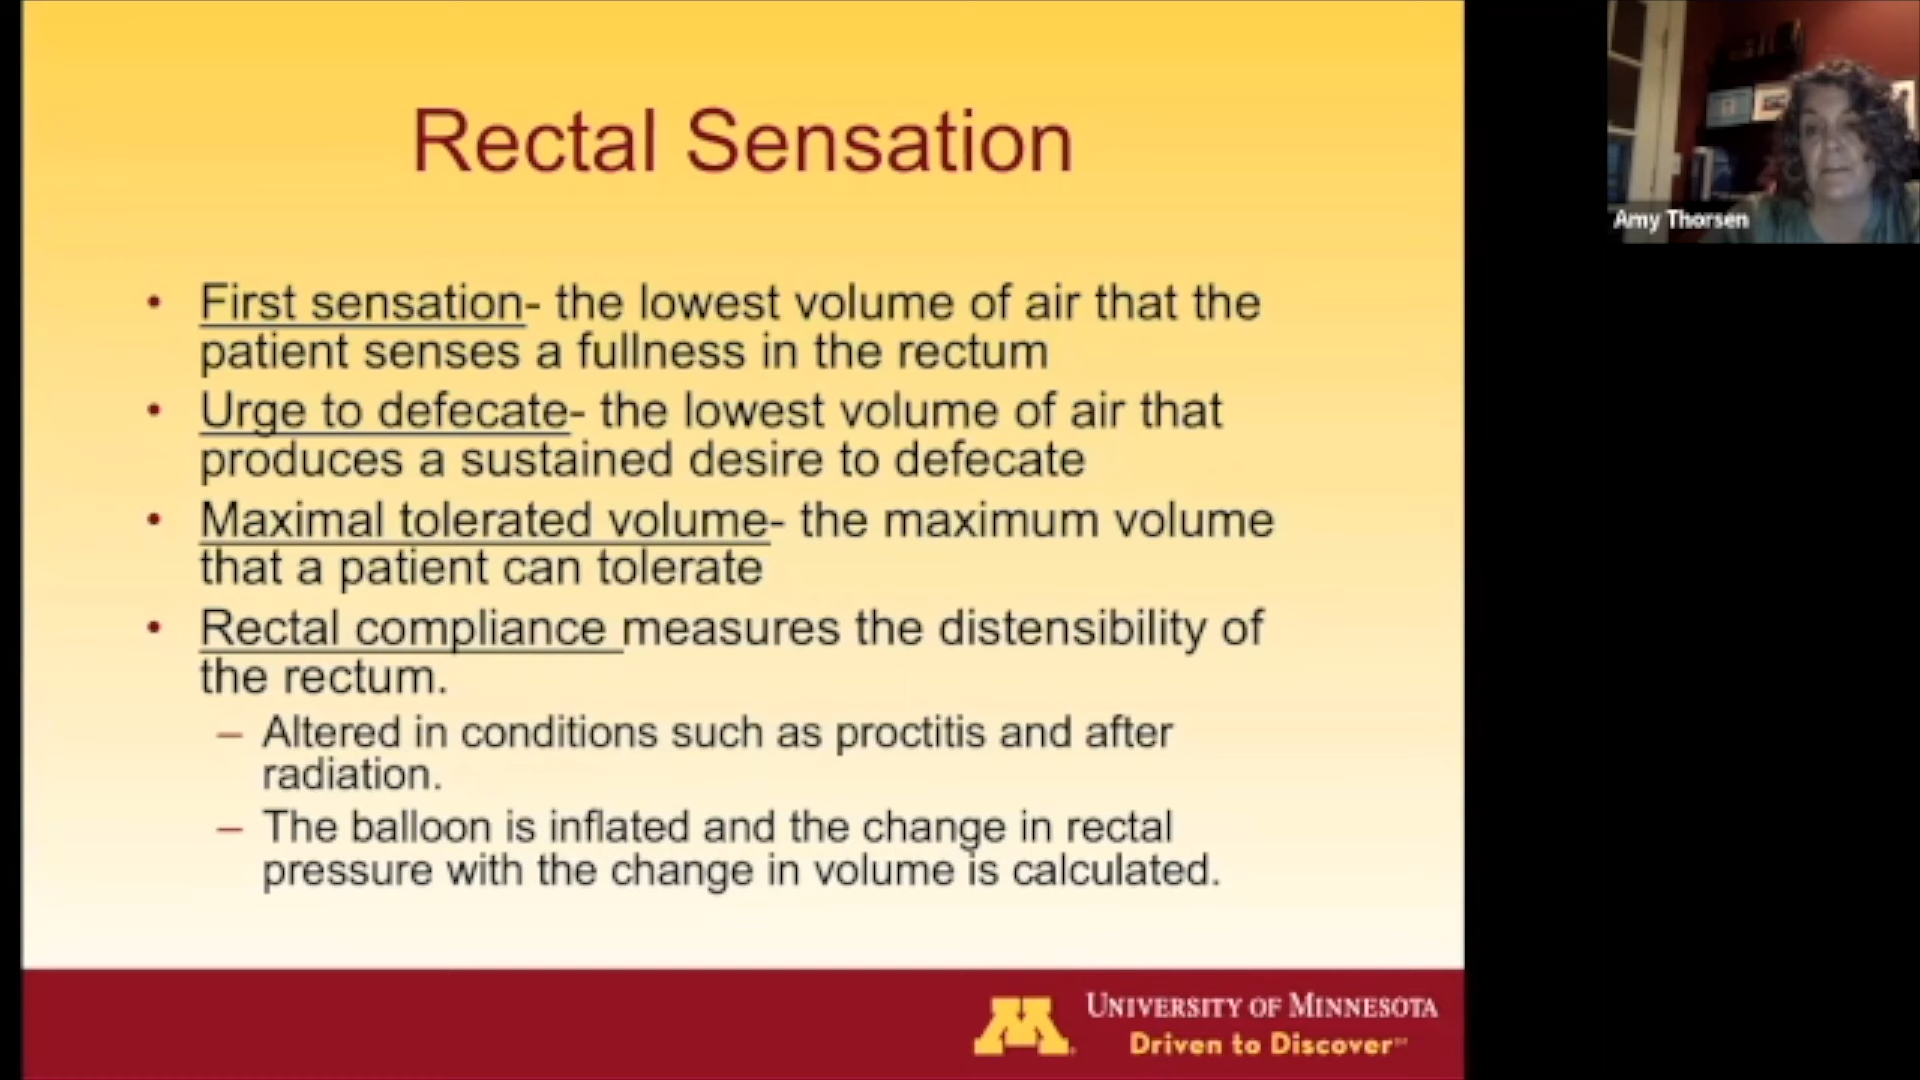 Rectal Sensation
• First sensation- the lowest volume of air that the
patient senses a fullness in the rectum
• Urge to defecate- the lowest volume of air that
produces a sustained desire to defecate
• Maximal tolerated volume- the maximum volume
that a patient can tolerate
• Rectal compliance measures the distensibility of
the rectum.
– Altered in conditions such as proctitis and after
radiation.
– The balloon is inflated and the change in rectal
pressure with the change in volume is calculated.
M
UNIVERSITY OF MINNESOTA
Driven to Discover℠
Amy Thorsen